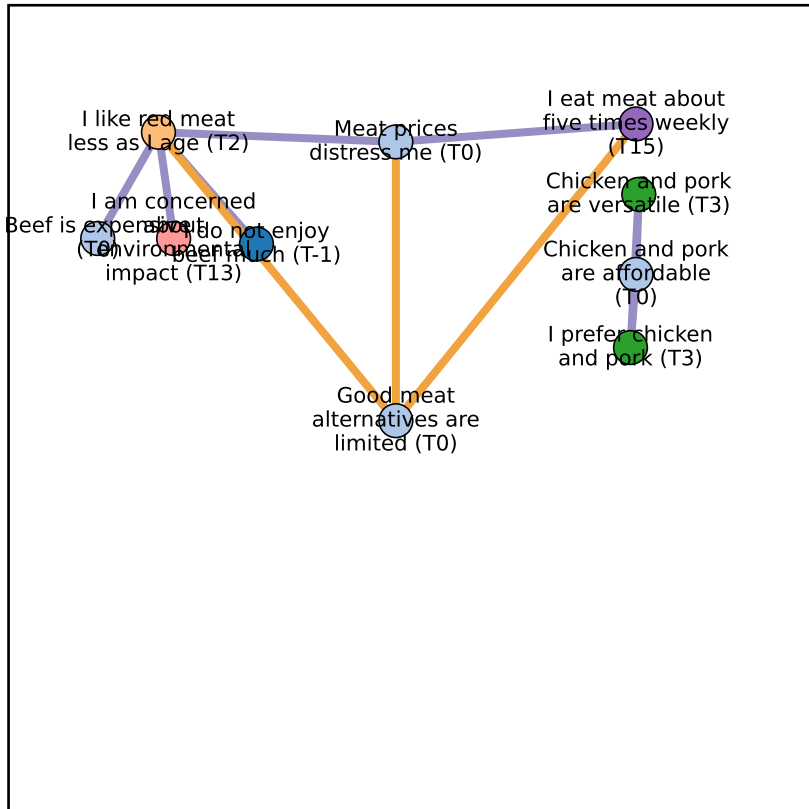 I like red meat
less as I age (T2)
Meat prices
distress me (T0)
I eat meat about
five times weekly
(T15)
Chicken and pork
are versatile (T3)
I am concerned
about
environmental
impact (T13)
Beef is expensive
(T0)
I do not enjoy
beef much (T-1)
Chicken and pork
are affordable
(T0)
I prefer chicken
and pork (T3)
Good meat
alternatives are
limited (T0)